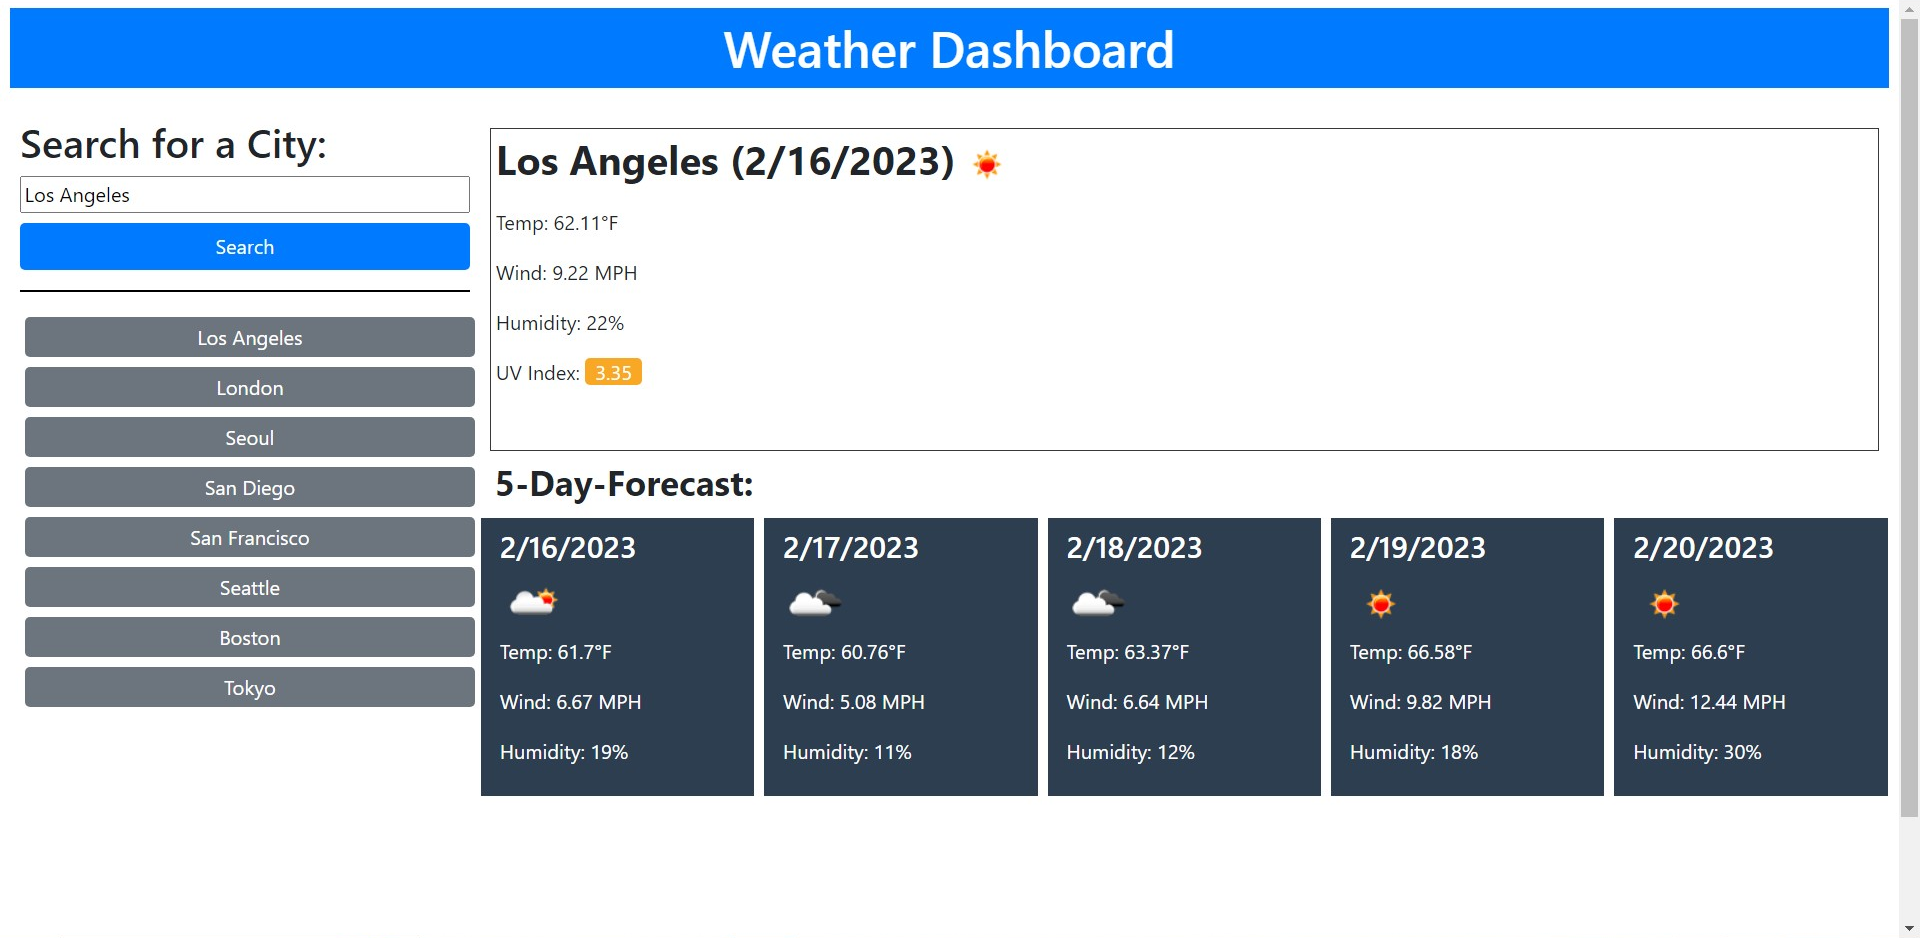 Weather Dashboard
Search for a City:
Los Angeles
Search
Los Angeles
London
Seoul
San Diego
San Francisco
Seattle
Boston
Tokyo
Los Angeles (2/16/2023)
Temp: 62.11°F
Wind: 9.22 MPH
Humidity: 22%
UV Index: 3.35
5-Day-Forecast:
2/16/2023
Temp: 61.7°F
Wind: 6.67 MPH
Humidity: 19%
2/17/2023
Temp: 60.76°F
Wind: 5.08 MPH
Humidity: 11%
2/18/2023
Temp: 63.37°F
Wind: 6.64 MPH
Humidity: 12%
2/19/2023
Temp: 66.58°F
Wind: 9.82 MPH
Humidity: 18%
2/20/2023
Temp: 66.6°F
Wind: 12.44 MPH
Humidity: 30%